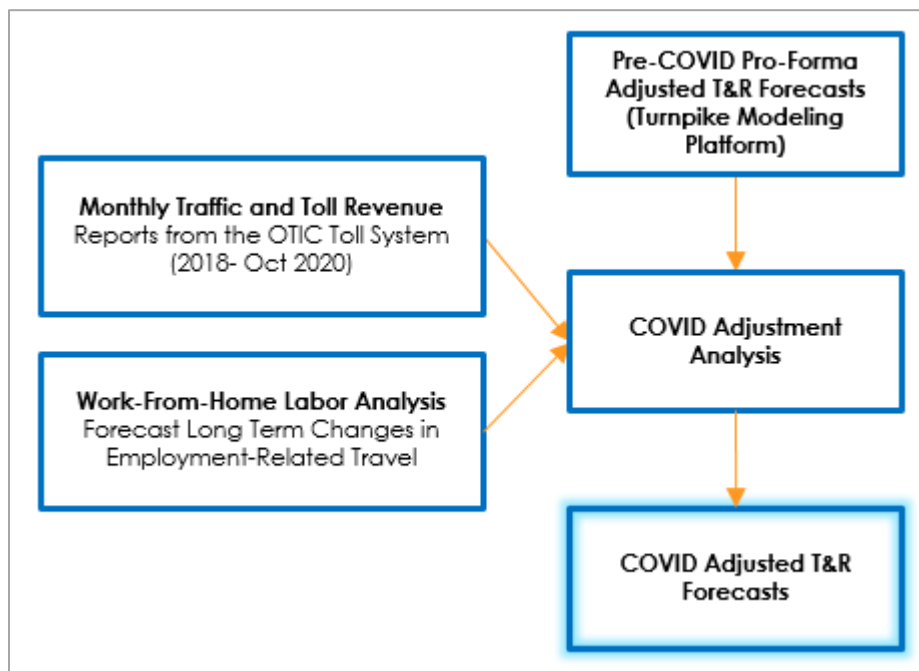 Pre-COVID Pro-Forma
Adjusted T&R Forecasts
(Turnpike Modeling
Platform)
Monthly Traffic and Toll Revenue
Reports from the OTIC Toll System
(2018- Oct 2020)
COVID Adjustment
Analysis
Work-From-Home Labor Analysis
Forecast Long Term Changes in
Employment-Related Travel
COVID Adjusted T&R
Forecasts